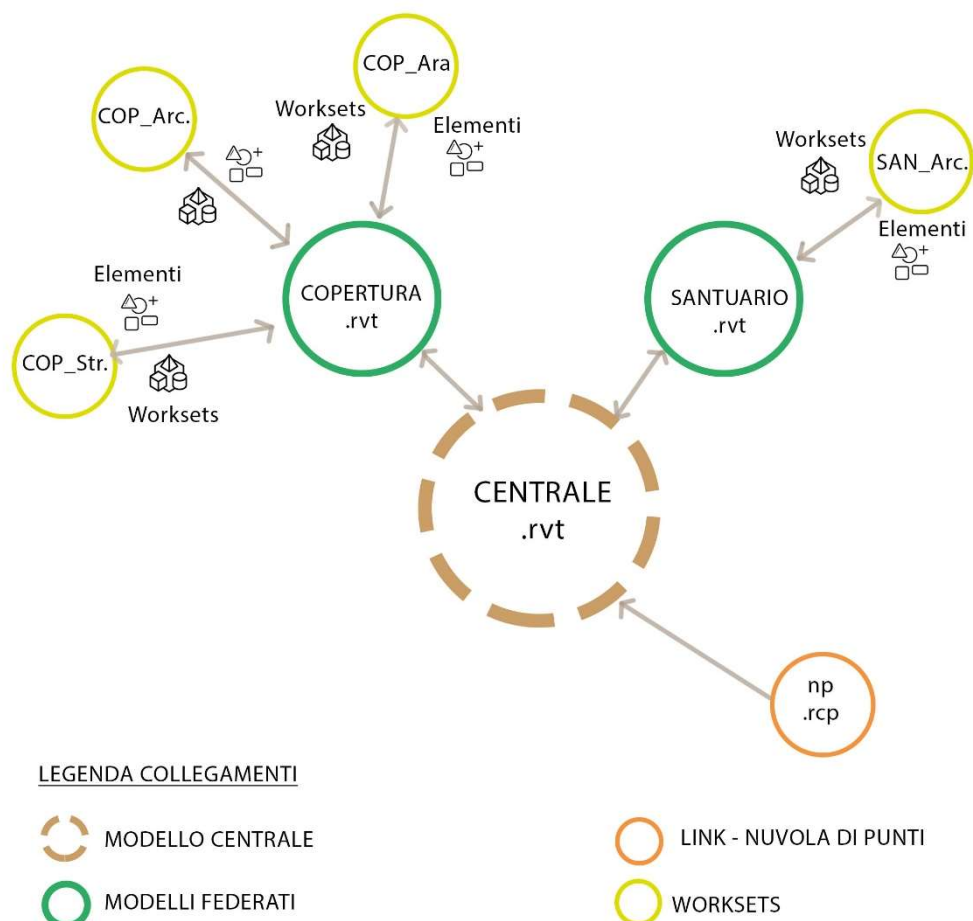 COP_Ara
COP_Arc.
Worksets
Elementi
Worksets
SAN_Arc.
Elementi
Elementi
COPERTURA
.rvt
SANTUARIO
.rvt
COP_Str.
Worksets
CENTRALE
.rvt
np
.rcp
LEGENDA COLLEGAMENTI
MODELLO CENTRALE
LINK - NUVOLA DI PUNTI
MODELLI FEDERATI
WORKSETS